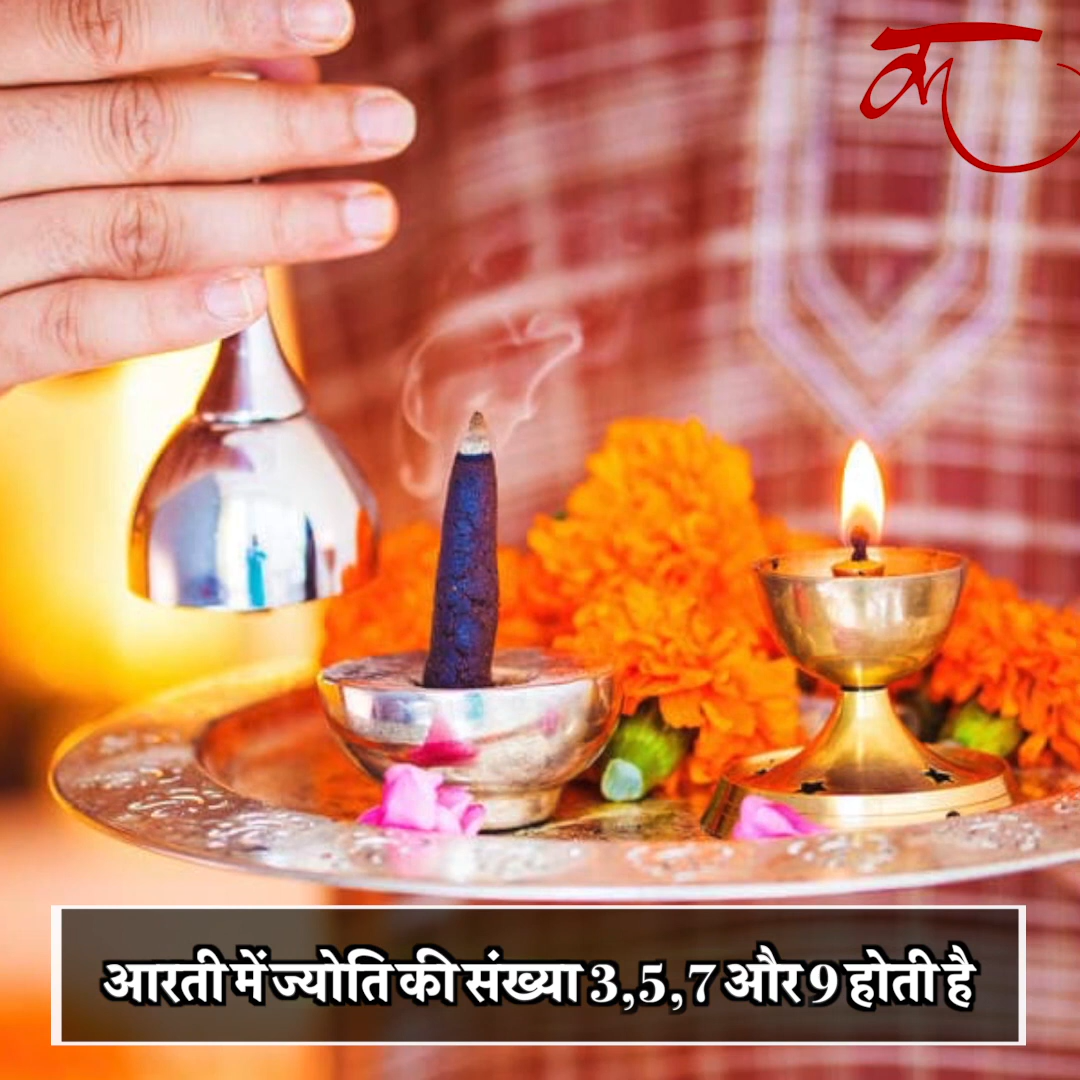 आरती में ज्योति की संख्या 3,5,7 और 9 होती है